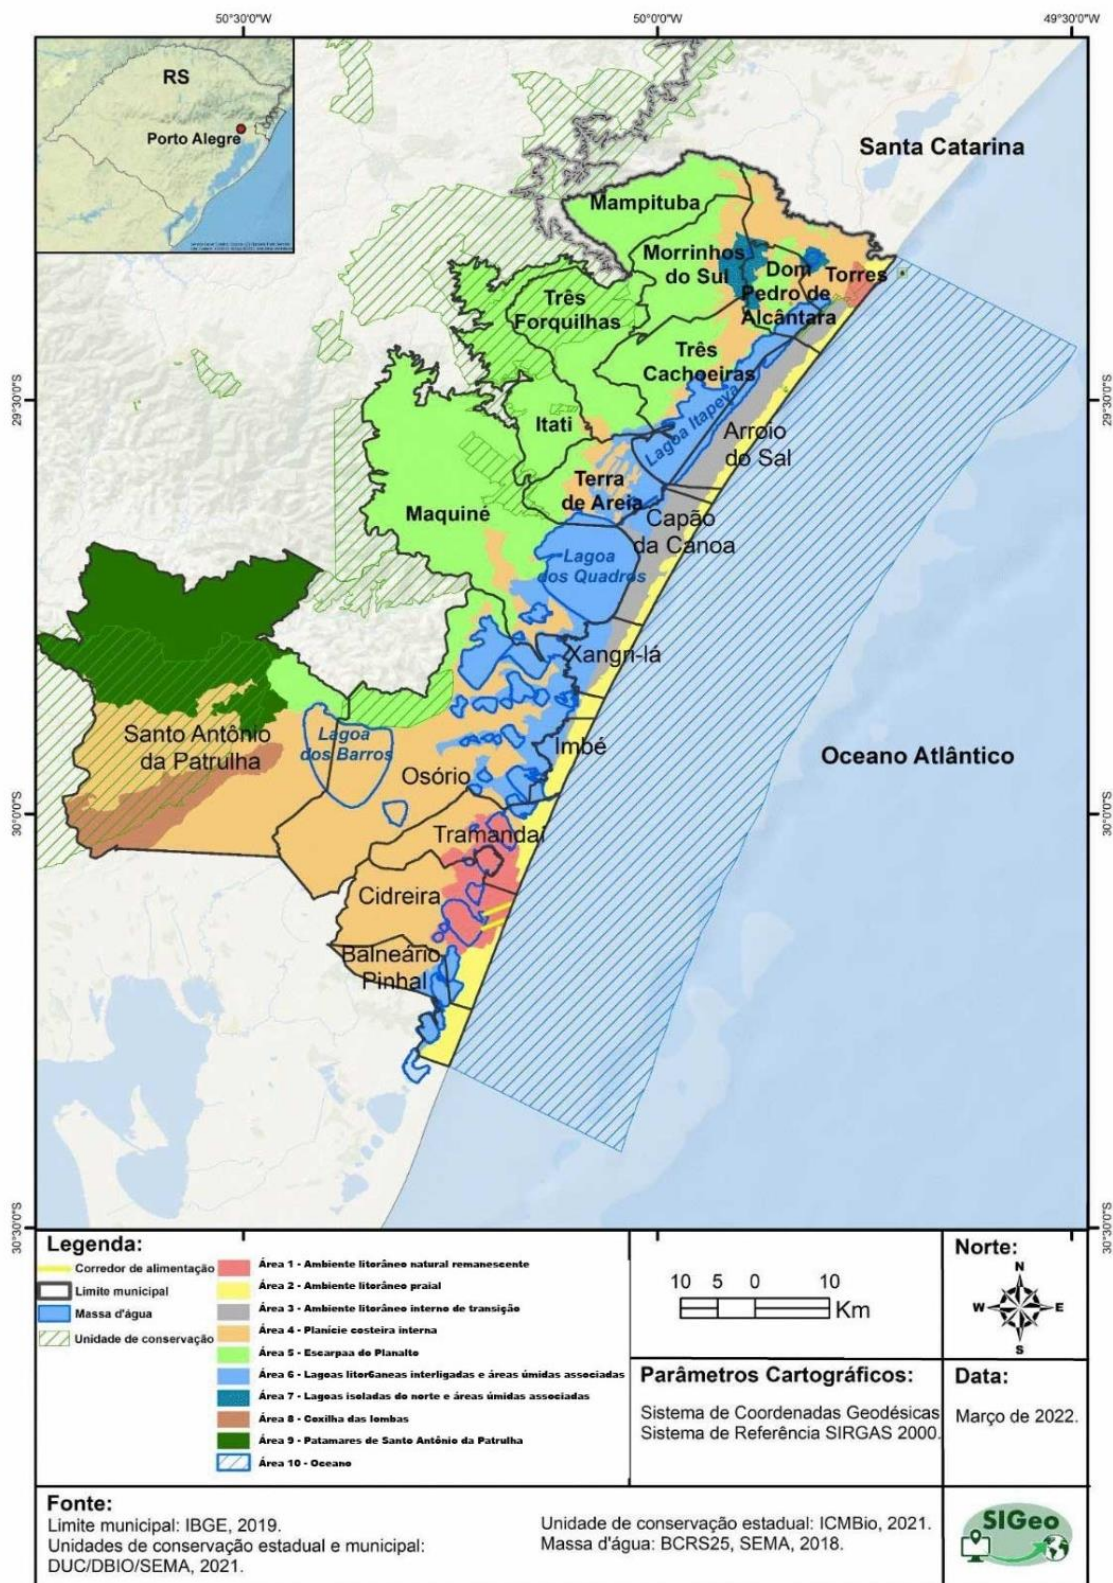 50°30'0"W
50°0'0"W
49°30'0"W
RS
Porto Alegre
Santa Catarina
Mampituba
Morrinhos
do Sul
Dom
Pedro de
Alcântara
Torres
Três
Forquilhas
Três
Cachoeiras
29°30'0"S
29°30'0"S
Itati
Lagoa Itapeva
Arroio
do Sal
Terra
de Areia
Maquiné
Capão
da Canoa
Lagoa
dos Quadros
Xangri-lá
Santo Antônio
da Patrulha
Lagoa
dos Barros
Imbé
Osório
Oceano Atlântico
30°0'0"S
30°0'0"S
Tramandaí
Cidreira
Balneário
Pinhal
30°30'0"S
30°30'0"S
Legenda:
Corredor de alimentação
Límite municipal
Massa d'água
Unidade de conservação
Área 1 - Ambiente litorâneo natural remanescente
Área 2 - Ambiente litorâneo praial
Área 3 - Ambiente litorâneo interno de transição
Área 4 - Planície costeira interna
Área 5 - Escarpaa do Planalto
Área 6 - Lagoas litorGaneas interligadas e áreas úmidas associadas
Área 7 - Lagoas isoladas do norte e áreas úmidas associadas
Área 8 - Coxilha das lombas
Área 9 - Patamares de Santo Antônio da Patrulha
Área 10 - Oceano
10 5 0 10
Km
Norte:
N
W E
S
Parâmetros Cartográficos:
Sistema de Coordenadas Geodésicas
Sistema de Referência SIRGAS 2000.
Data:
Março de 2022.
Fonte:
Limite municipal: IBGE, 2019.
Unidades de conservação estadual e municipal:
DUC/DBIO/SEMA, 2021.
Unidade de conservação estadual: ICMBio, 2021.
Massa d'água: BCRS25, SEMA, 2018.
SIGeo